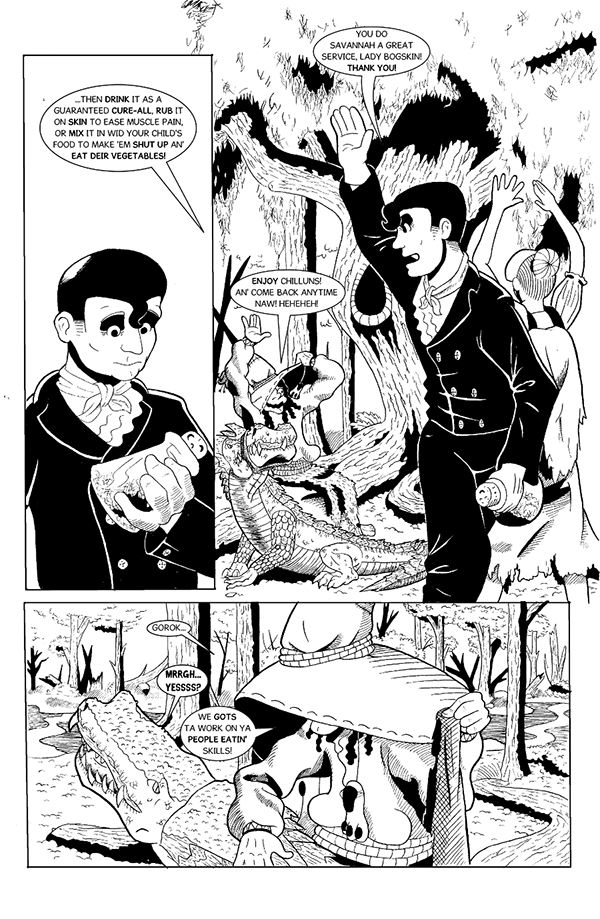 ...THEN DRINK IT AS A
GUARANTEED CURE-ALL, RUB IT
ON SKIN TO EASE MUSCLE PAIN,
OR MIX IT IN WID YOUR CHILD'S
FOOD TO MAKE 'EM SHUT UP AN'
EAT DEIR VEGETABLES!
YOU DO
SAVANNAH A GREAT
SERVICE, LADY BOGSKIN!
THANK YOU!
ENJOY CHILLUNS!
AN' COME BACK ANYTIME
NAW! HEHEHEH!
GOROK...
MRRGH...
YESSSS?
WE GOTS
TA WORK ON YA
PEOPLE EATIN'
SKILLS!